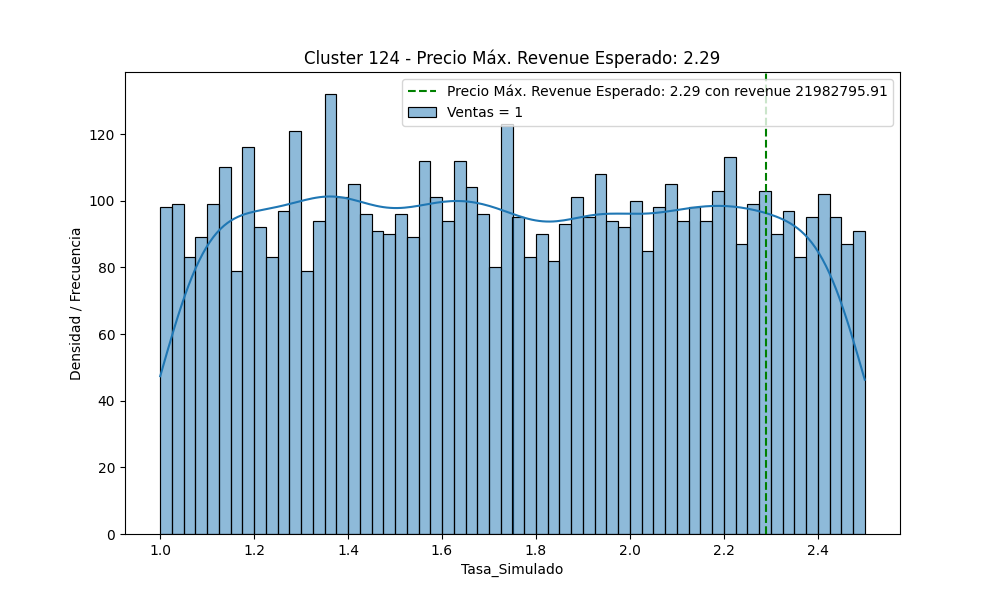 Cluster 124 - Precio Máx. Revenue Esperado: 2.29
Precio Máx. Revenue Esperado: 2.29 con revenue 21982795.91
Ventas = 1
Densidad / Frecuencia
120
100
80
60
40
20
0
1.0 1.2 1.4 1.6 1.8 2.0 2.2 2.4
Tasa_Simulado